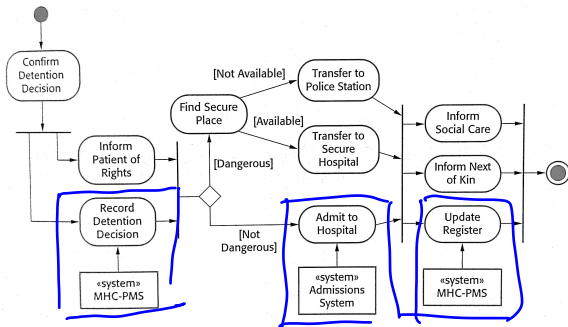 Confirm
Detention
Decision
Inform
Patient of
Rights
Record
Detention
Decision
«system»
MHC-PMS
Find Secure
Place
[Dangerous]
[Not
Dangerous]
[Not Available]
[Available]
Transfer to
Police Station
Transfer to
Secure
Hospital
Admit to
Hospital
«system»
Admissions
System
Inform
Social Care
Inform Next
of Kin
Update
Register
«system»
MHC-PMS